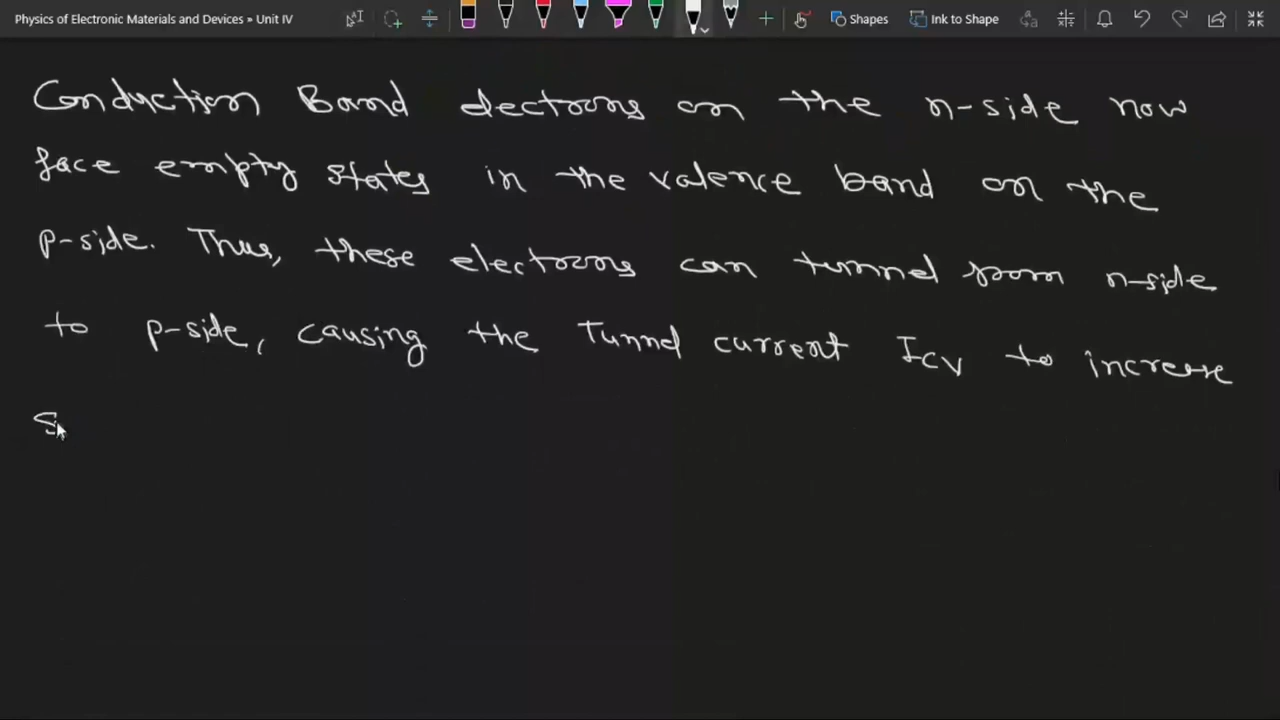 Physics of Electronic Materials and Devices » Unit IV
Shapes
Ink to Shape
Conduction Band electrons on the n-side now
face empty states in the valence band on the
p-side. Thus, these electrons can tunnel from n-side
to p-side, causing the Tunnel current ICV to increase
S